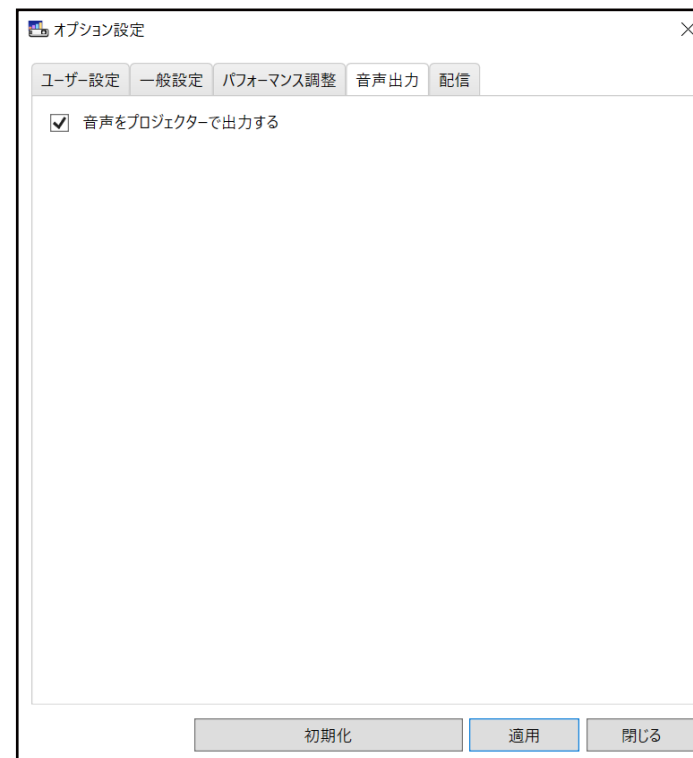 オプション設定
ユーザー設定 一般設定 パフォーマンス調整 音声出力 配信
音声をプロジェクターで出力する
初期化 適用 閉じる